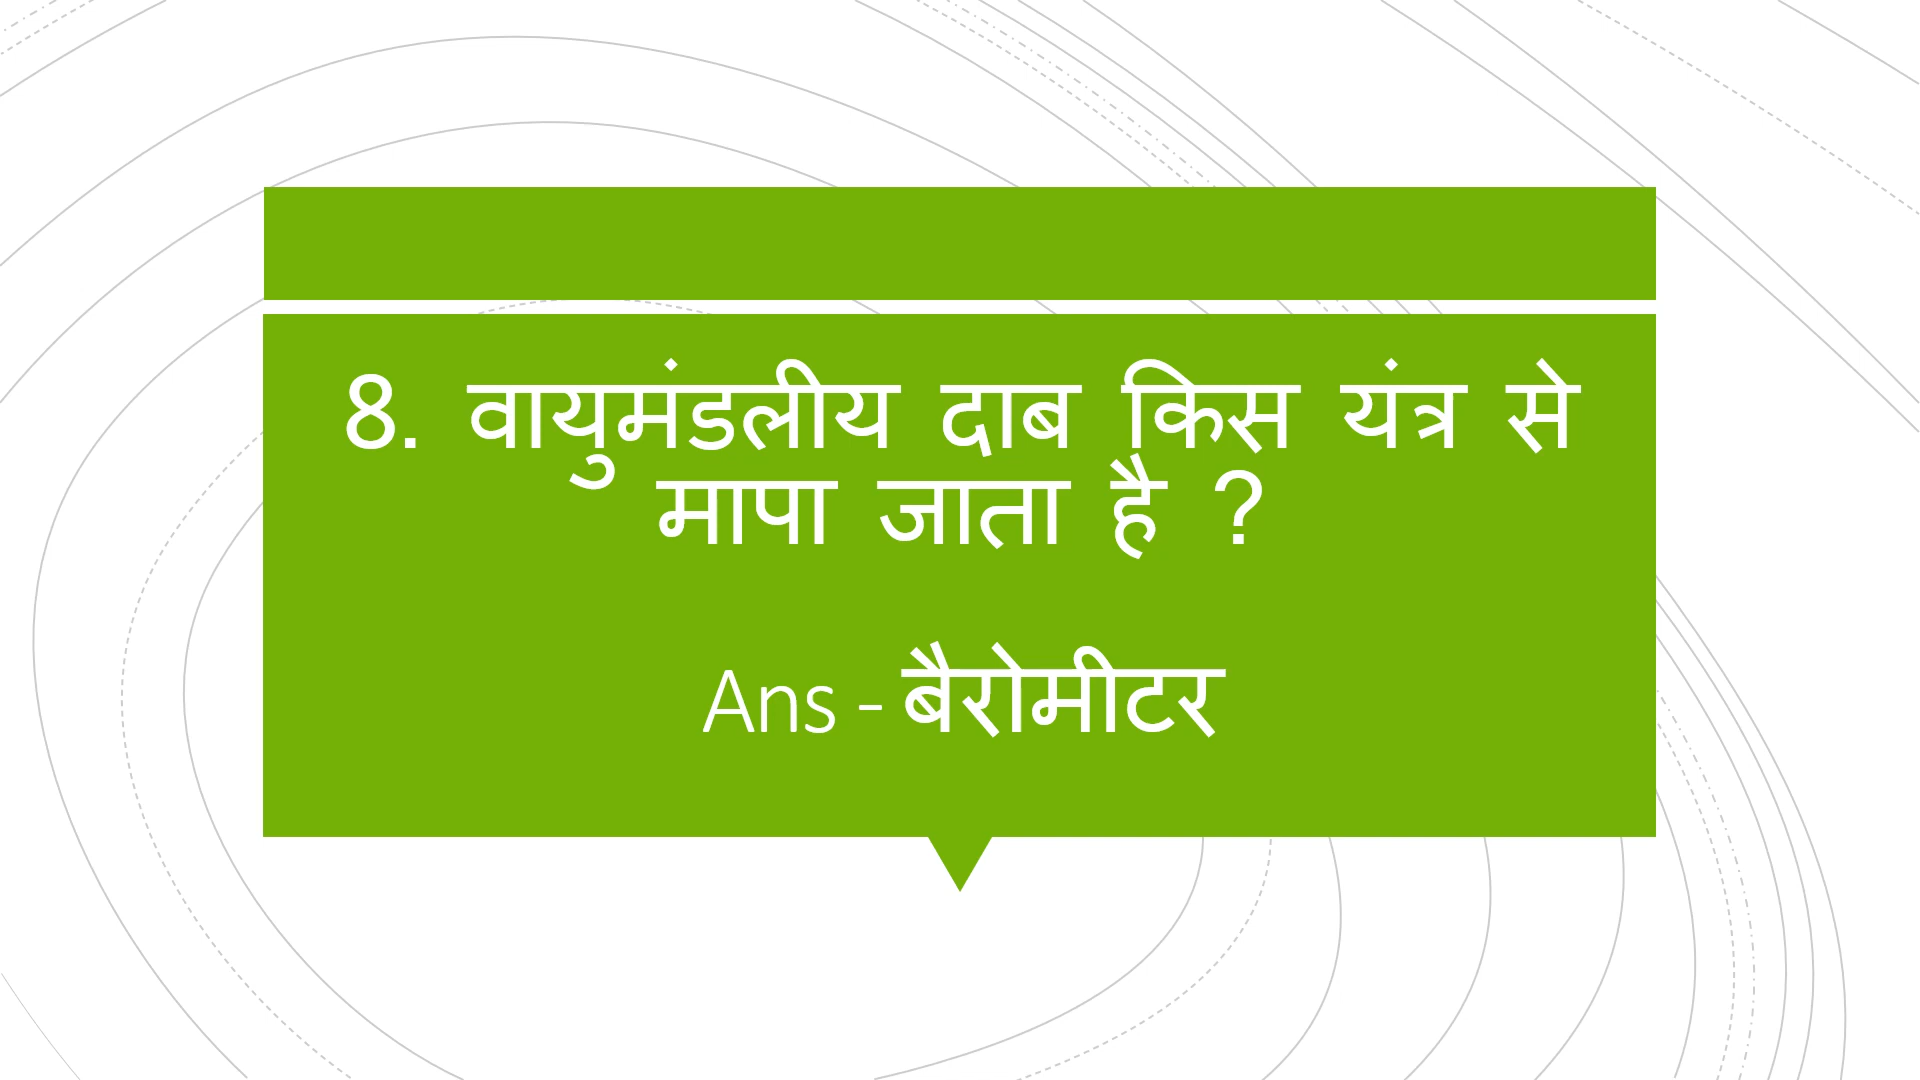 8. वायुमंडलीय दाब किस यंत्र से
मापा जाता है ?
Ans - बैरोमीटर